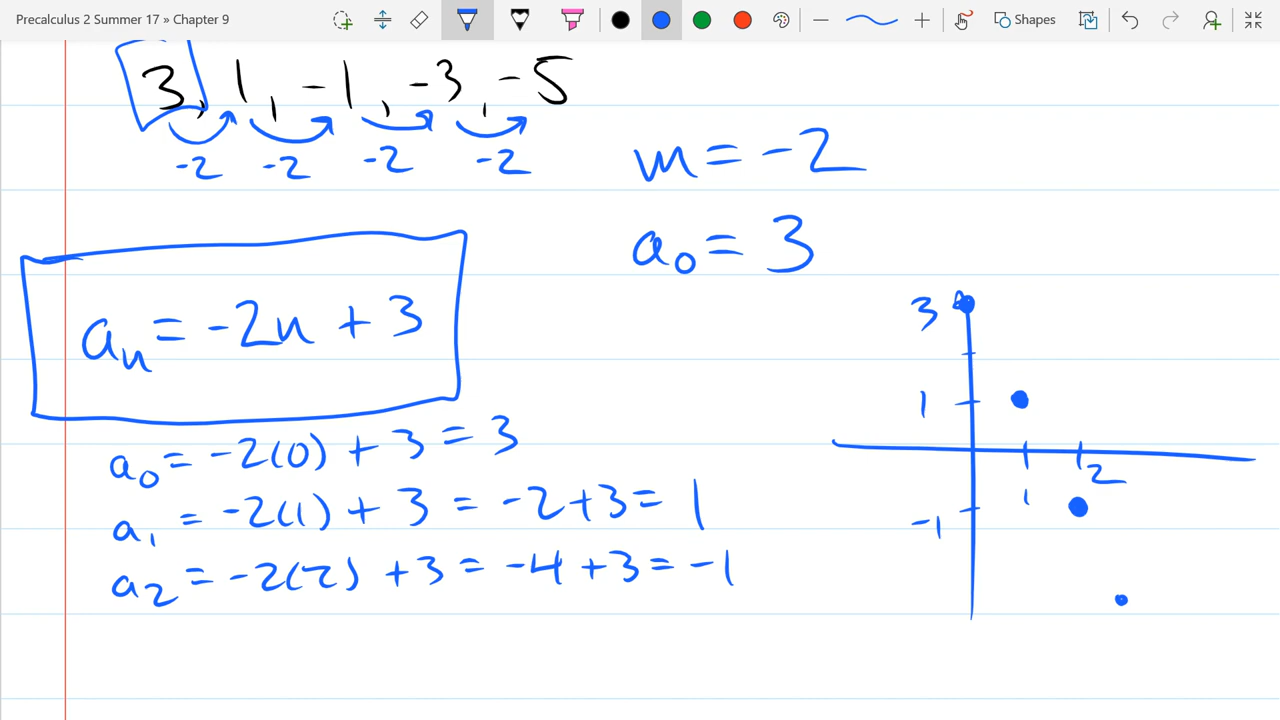 Precalculus 2 Summer 17 » Chapter 9
Shapes
3, 1, -1, -3, -5
-2 -2 -2 -2
m = -2
a₀ = 3
aₙ = -2n + 3
a₀ = -2(0) + 3 = 3
a₁ = -2(1) + 3 = -2+3 = 1
a₂ = -2(2) + 3 = -4 + 3 = -1
3
1
2
1
-1